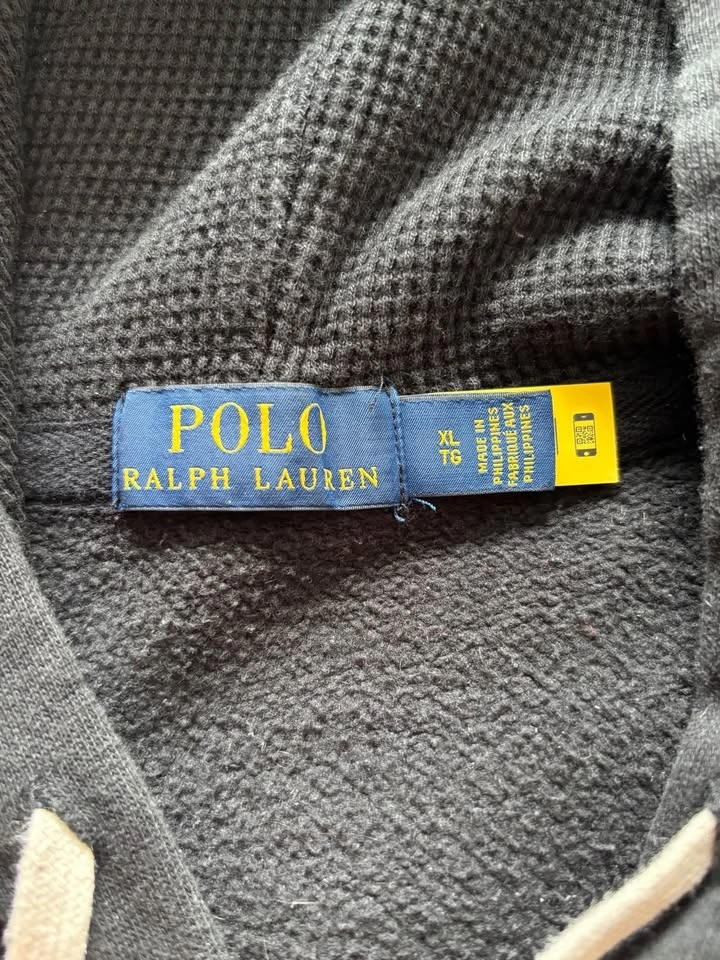 POLO
RALPH LAUREN
XL
TG
MADE IN
PHILIPPINES
FABRIQUÉ AUX
PHILIPPINES